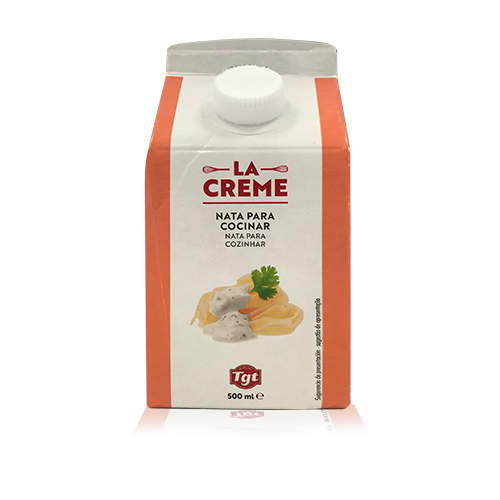 LA
CREME
NATA PARA
COCINAR
NATA PARA
COZINHAR
Tgt
500 ml e
Sugerencia de presentación - sugestão de apresentação